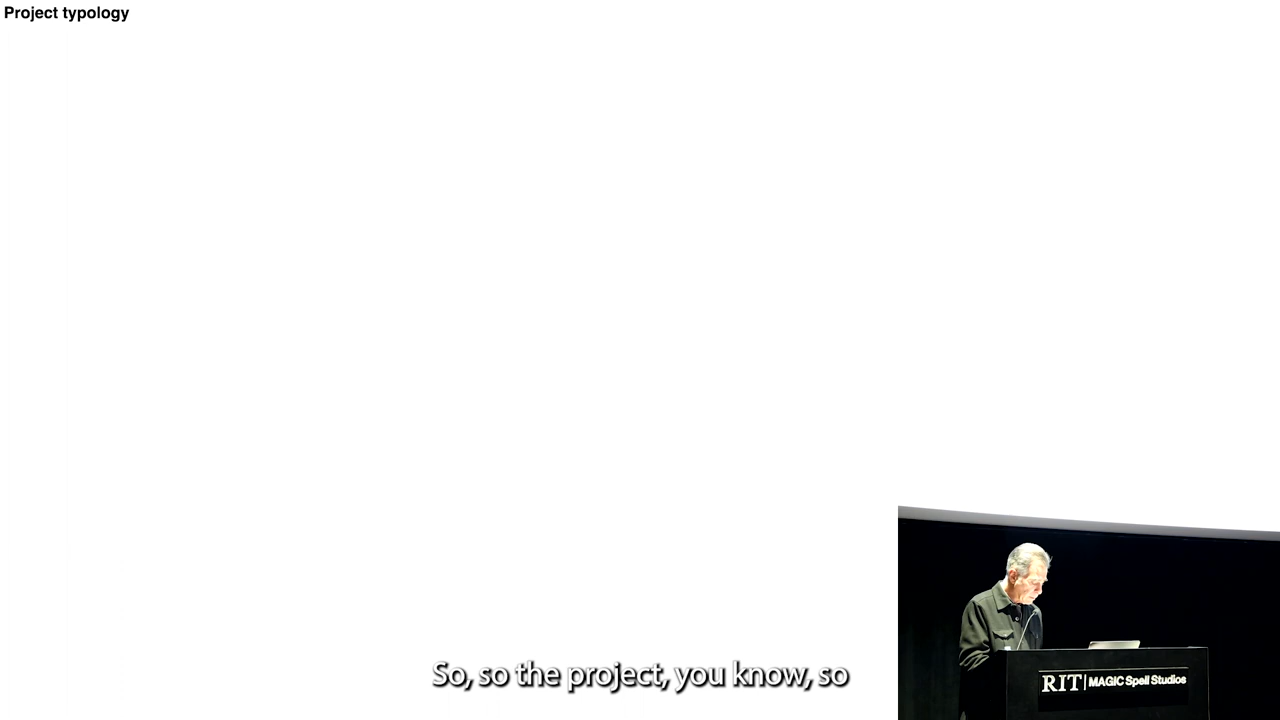 Project typology
So, so the project, you know, so
RIT | MAGIC Spell Studios